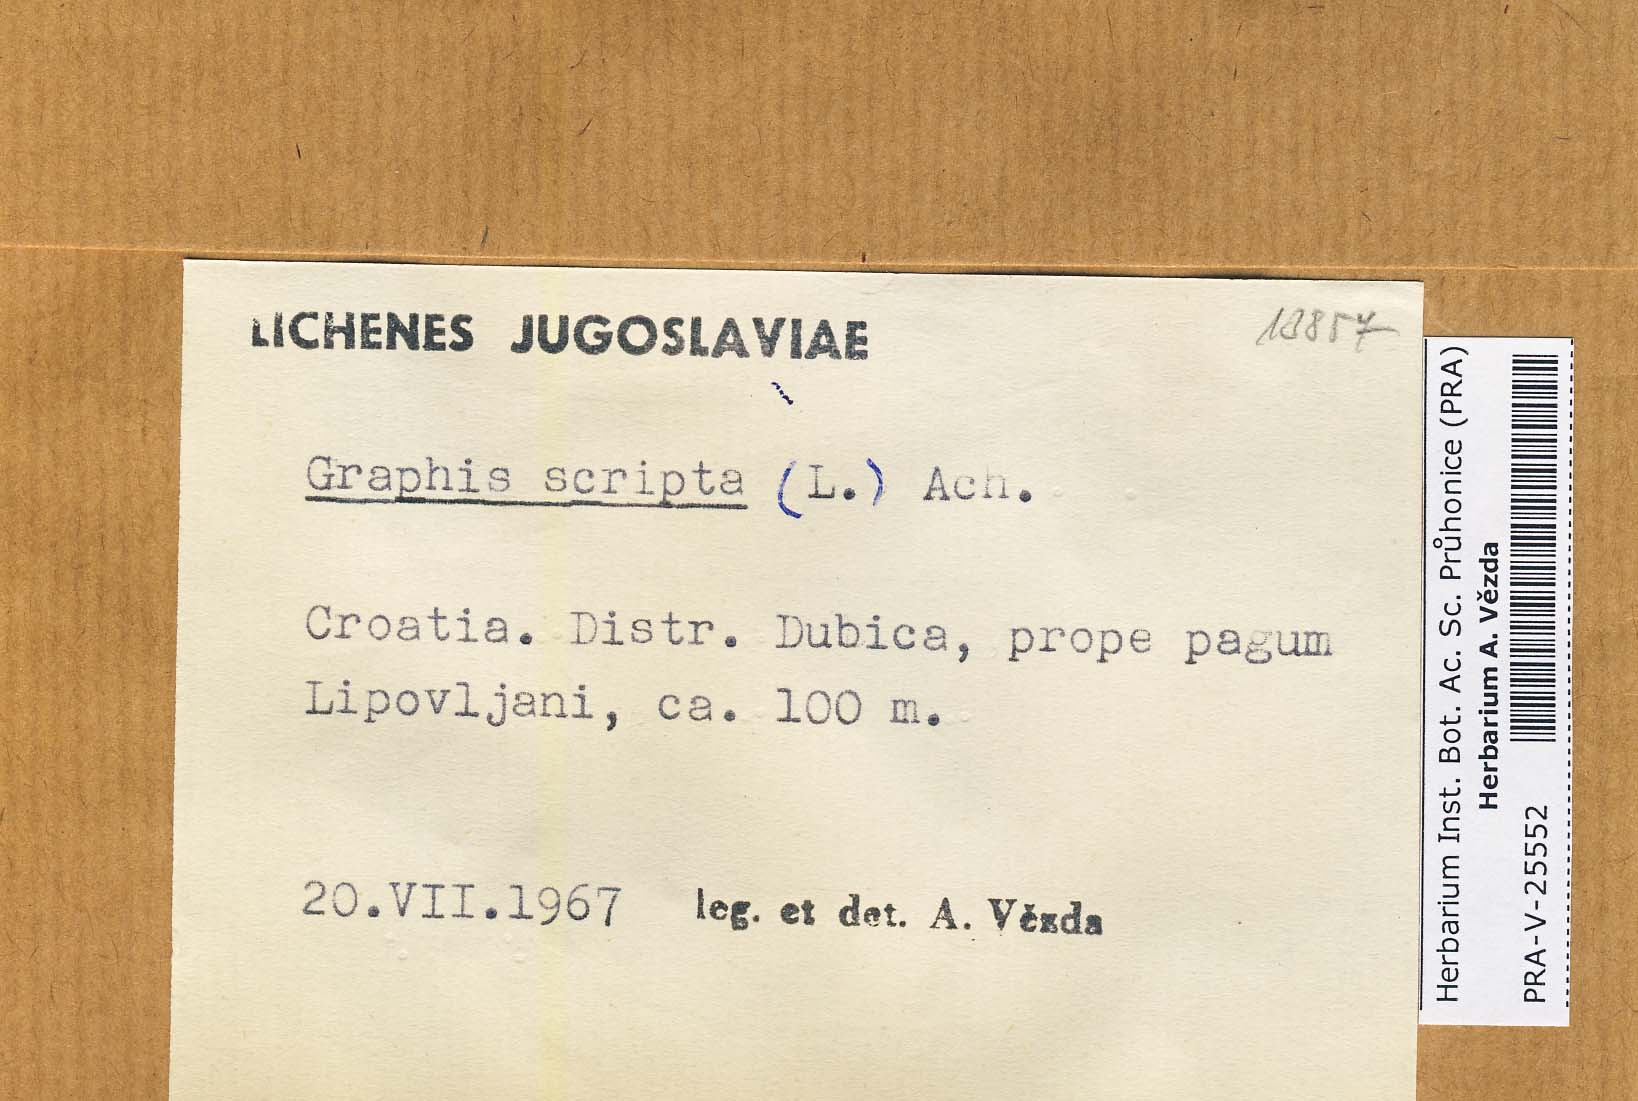 LICHENES JUGOSLAVIAE
13857
Graphis scripta (L.) Ach.
Croatia. Distr. Dubica, prope pagum
Lipovljani, ca. 100 m.
20.VII.1967 leg. et det. A. Vězda
Herbarium Inst. Bot. Ac. Sc. Průhonice (PRA)
Herbarium A. Vězda
PRA-V-25552